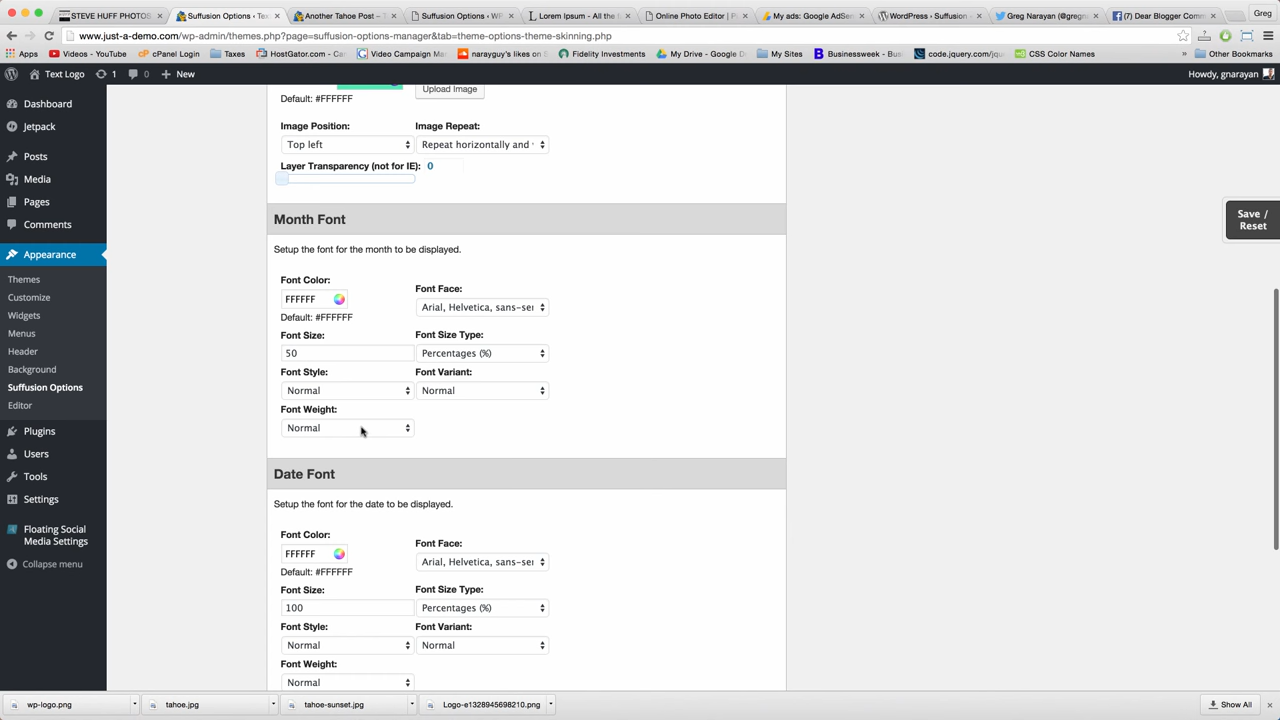 STEVE HUFF PHOTO
Suffusion Options ‹ Tex
Another Tahoe Post – T
Suffusion Options ‹
Lorem Ipsum - All the
Online Photo Editor | P
My ads: Google AdSer
WordPress › Suffusion
Greg Narayan (@gregn
(7) Dear Blogger Comm
Greg
www.just-a-demo.com/wp-admin/themes.php?page=suffusion-options-manager&tab=theme-options-theme-skinning.php
Apps
Videos - YouTube
cPanel Login
Taxes
HostGator.com - C
Video Campaign Ma
narayguy's likes on S
Fidelity Investments
My Drive - Google D
My Sites
Businessweek - Bus
code.jquery.com/jqu
CSS Color Names
»
Other Bookmarks
Text Logo
1
0
New
Howdy, gnarayan
Dashboard
Jetpack
Posts
Media
Pages
Comments
Appearance
Themes
Customize
Widgets
Menus
Header
Background
Suffusion Options
Editor
Plugins
Users
Tools
Settings
Floating Social
Media Settings
Collapse menu
Default: #FFFFFF
Upload Image
Image Position:
Image Repeat:
Top left
Repeat horizontally and
Layer Transparency (not for IE): 0
Month Font
Setup the font for the month to be displayed.
Font Color:
Font Face:
FFFFFF
Arial, Helvetica, sans-ser
Default: #FFFFFF
Font Size:
Font Size Type:
50
Percentages (%)
Font Style:
Font Variant:
Normal
Normal
Font Weight:
Normal
Date Font
Setup the font for the date to be displayed.
Font Color:
Font Face:
FFFFFF
Arial, Helvetica, sans-ser
Default: #FFFFFF
Font Size:
Font Size Type:
100
Percentages (%)
Font Style:
Font Variant:
Normal
Normal
Font Weight:
Normal
Save /
Reset
wp-logo.png
tahoe.jpg
tahoe-sunset.jpg
Logo-e1328945698210.png
Show All